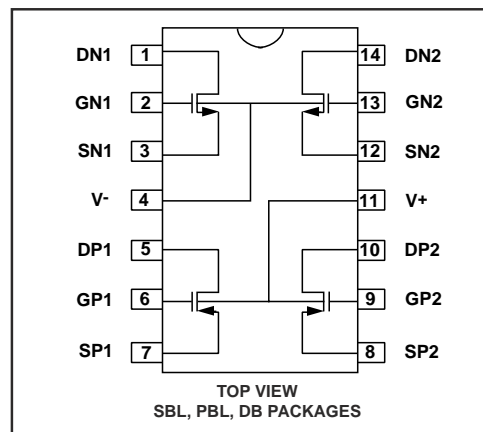 DN1 1 14 DN2
GN1 2 13 GN2
SN1 3 12 SN2
V- 4 11 V+
DP1 5 10 DP2
GP1 6 9 GP2
SP1 7 8 SP2
TOP VIEW
SBL, PBL, DB PACKAGES